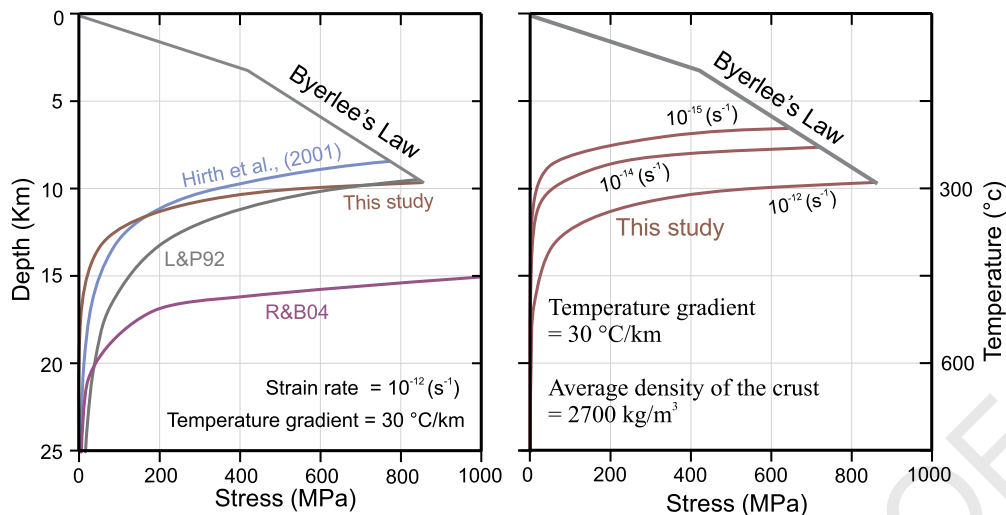 0
5
10
15
20
25
Depth (Km)
Byerlee's Law
Hirth et al., (2001)
This study
L&P92
R&B04
Strain rate = 10⁻¹² (s⁻¹)
Temperature gradient = 30 °C/km
0
200
400
600
800
1000
Stress (MPa)
Byerlee's Law
10⁻¹⁵ (s⁻¹)
10⁻¹⁴ (s⁻¹)
10⁻¹² (s⁻¹)
This study
Temperature gradient
= 30 °C/km
Average density of the crust
= 2700 kg/m³
300
600
Temperature (°c)
0
200
400
600
800
1000
Stress (MPa)